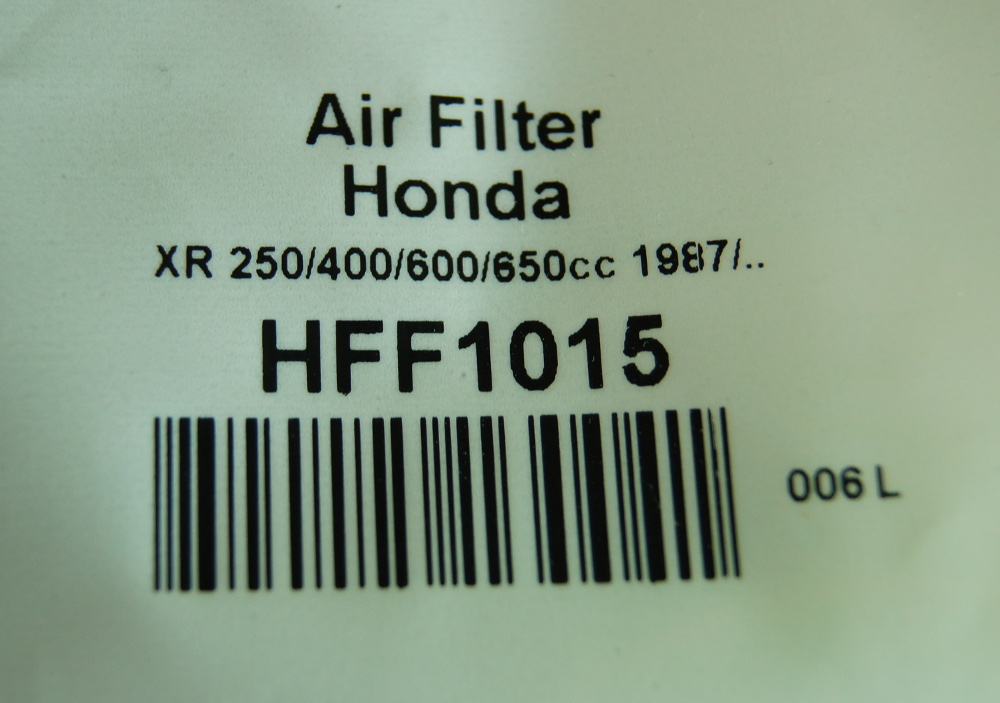 Air Filter
Honda
XR 250/400/600/650cc 1987/..
HFF1015
006 L